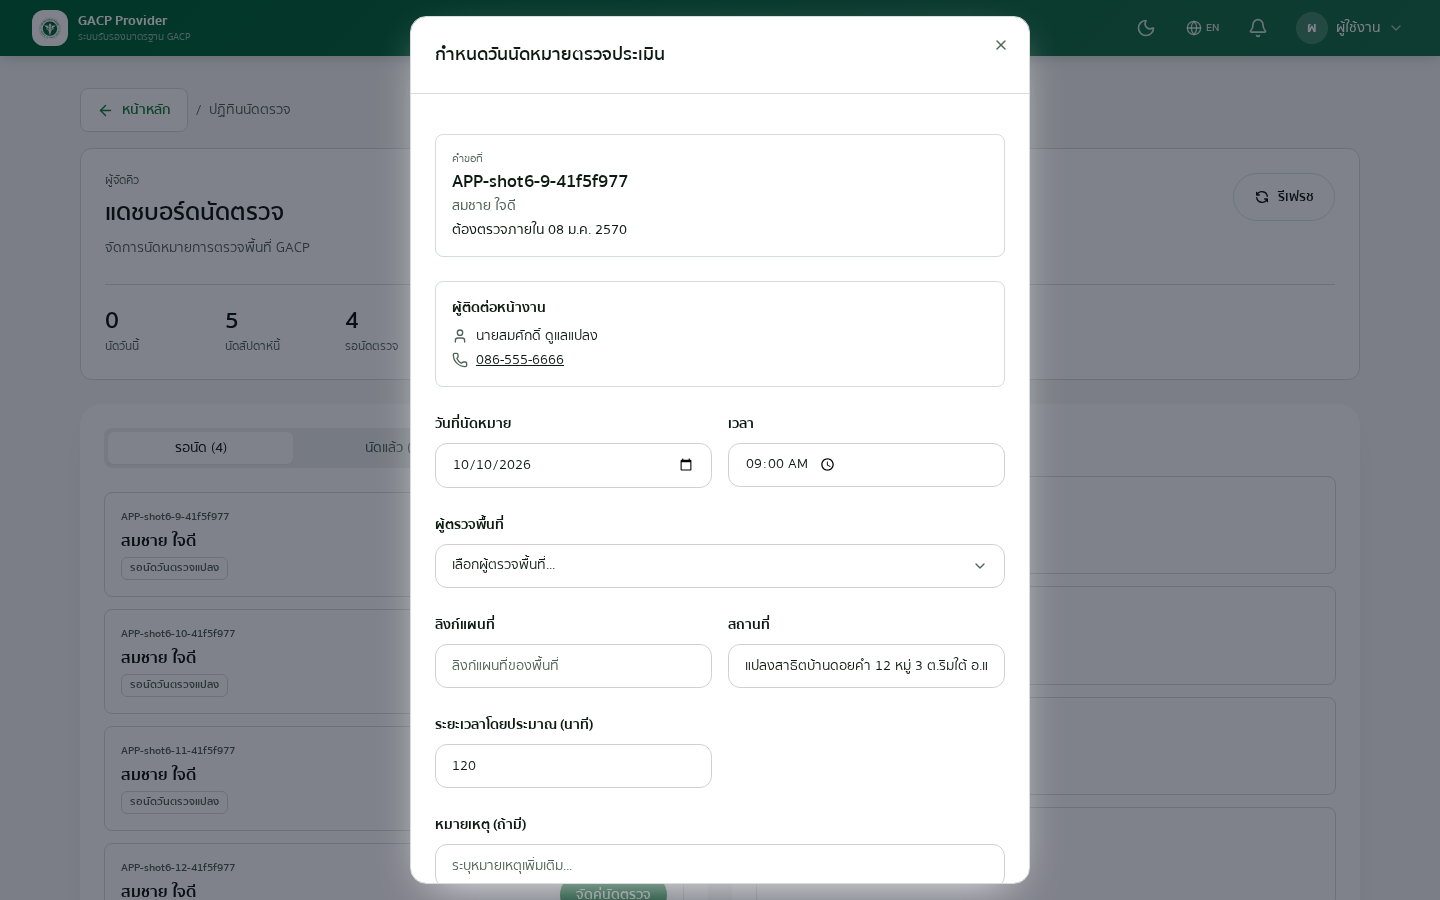 GACP Provider
ระบบรับรองมาตรฐาน GACP
EN
ผ
ผู้ใช้งาน
หน้าหลัก
/ ปฏิทินนัดตรวจ
ผู้จัดคิว
แดชบอร์ดนัดตรวจ
จัดการนัดหมายการตรวจพื้นที่ GACP
รีเฟรช
0
นัดวันนี้
5
นัดสัปดาห์นี้
4
รอนัดตรวจ
รอนัด (4)
นัดแล้ว (
APP-shot6-9-41f5f977
สมชาย ใจดี
รอนัดวันตรวจแปลง
APP-shot6-10-41f5f977
สมชาย ใจดี
รอนัดวันตรวจแปลง
APP-shot6-11-41f5f977
สมชาย ใจดี
รอนัดวันตรวจแปลง
APP-shot6-12-41f5f977
สมชาย ใจดี
จัดคู่นัดตรวจ
กำหนดวันนัดหมายตรวจประเมิน
คำขอที่
APP-shot6-9-41f5f977
สมชาย ใจดี
ต้องตรวจภายใน 08 ม.ค. 2570
ผู้ติดต่อหน้างาน
นายสมศักดิ์ ดูแลแปลง
086-555-6666
วันที่นัดหมาย
เวลา
10/10/2026
09:00 AM
ผู้ตรวจพื้นที่
เลือกผู้ตรวจพื้นที่...
ลิงก์แผนที่
สถานที่
ลิงก์แผนที่ของพื้นที่
แปลงสาธิตบ้านดอยคำ 12 หมู่ 3 ต.ริมใต้ อ.แ
ระยะเวลาโดยประมาณ (นาที)
120
หมายเหตุ (ถ้ามี)
ระบุหมายเหตุเพิ่มเติม...